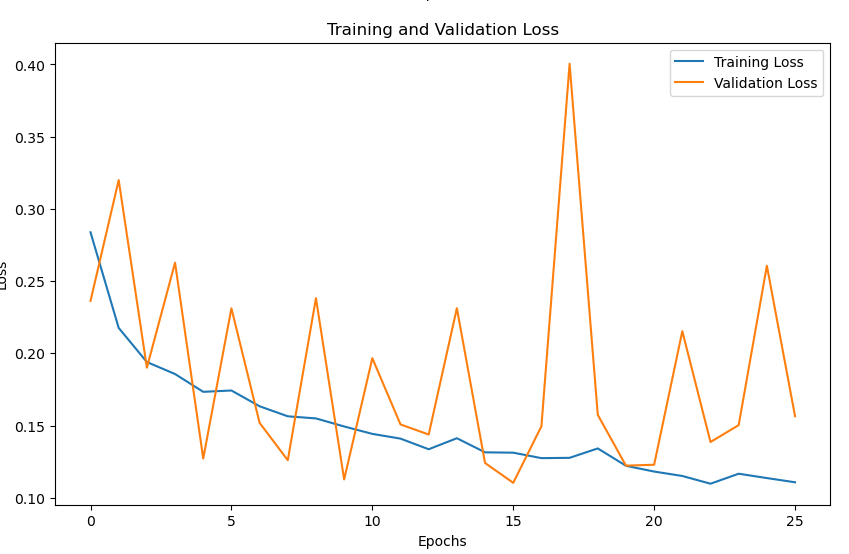 Training and Validation Loss
Training Loss
Validation Loss
0.40
0.35
0.30
0.25
0.20
0.15
0.10
Loss
0
5
10
15
20
25
Epochs